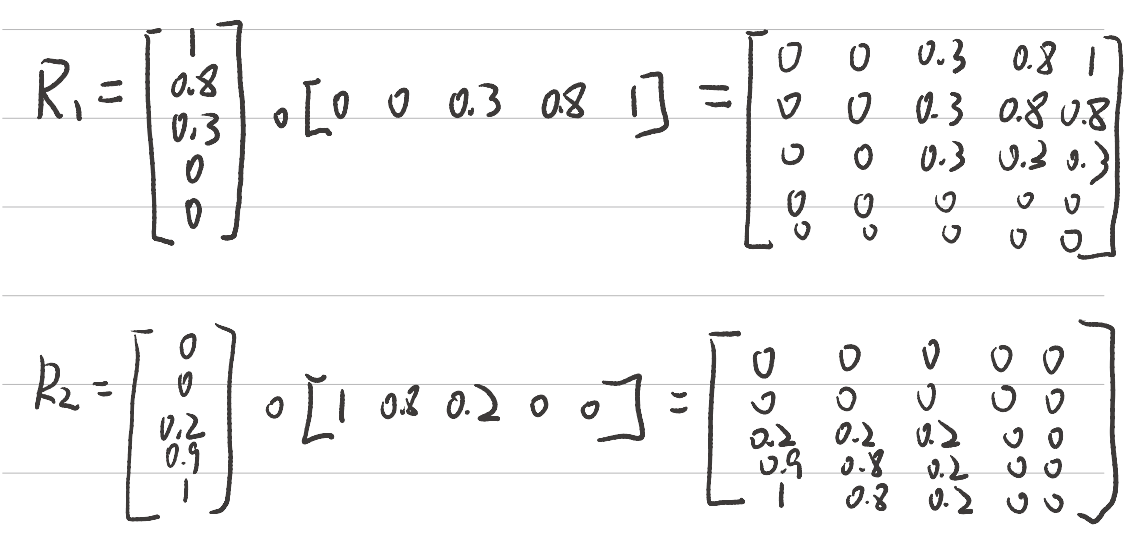 R₁ = [1 0.8 0.3 0 0] ∘ [0 0 0.3 0.8 1] = [0 0 0.3 0.8 1
0 0 0.3 0.8 0.8
0 0 0.3 0.3 0.3
0 0 0 0 0
0 0 0 0 0]
R₂ = [0 0 0.2 0.9 1] ∘ [1 0.8 0.2 0 0] = [0 0 0 0 0
0 0 0 0 0
0.2 0.2 0.2 0 0
0.9 0.8 0.2 0 0
1 0.8 0.2 0 0]